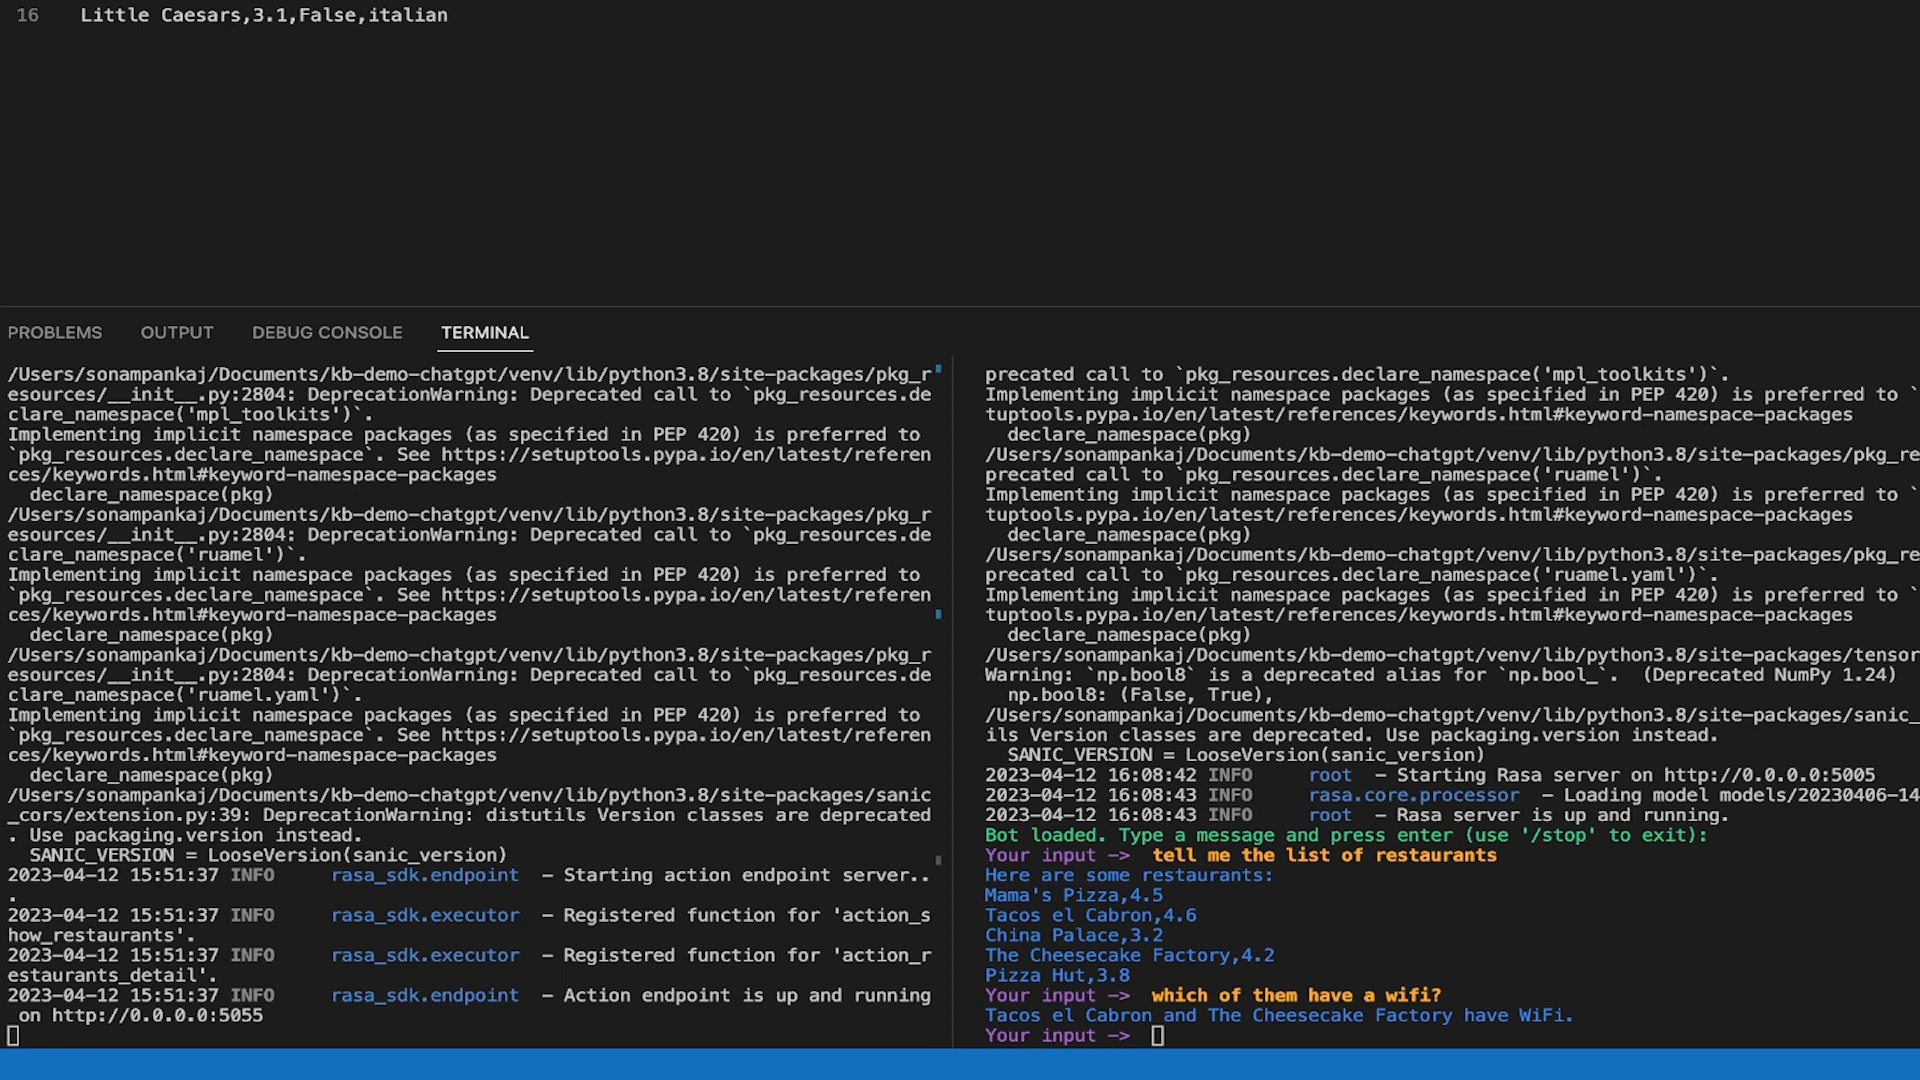 16 Little Caesars,3.1,False,italian
PROBLEMS OUTPUT DEBUG CONSOLE TERMINAL
/Users/sonampankaj/Documents/kb-demo-chatgpt/venv/lib/python3.8/site-packages/pkg_r
esources/__init__.py:2804: DeprecationWarning: Deprecated call to `pkg_resources.de
clare_namespace('mpl_toolkits')`.
Implementing implicit namespace packages (as specified in PEP 420) is preferred to
`pkg_resources.declare_namespace`. See https://setuptools.pypa.io/en/latest/referen
ces/keywords.html#keyword-namespace-packages
declare_namespace(pkg)
/Users/sonampankaj/Documents/kb-demo-chatgpt/venv/lib/python3.8/site-packages/pkg_r
esources/__init__.py:2804: DeprecationWarning: Deprecated call to `pkg_resources.de
clare_namespace('ruamel')`.
Implementing implicit namespace packages (as specified in PEP 420) is preferred to
`pkg_resources.declare_namespace`. See https://setuptools.pypa.io/en/latest/referen
ces/keywords.html#keyword-namespace-packages
declare_namespace(pkg)
/Users/sonampankaj/Documents/kb-demo-chatgpt/venv/lib/python3.8/site-packages/pkg_r
esources/__init__.py:2804: DeprecationWarning: Deprecated call to `pkg_resources.de
clare_namespace('ruamel.yaml')`.
Implementing implicit namespace packages (as specified in PEP 420) is preferred to
`pkg_resources.declare_namespace`. See https://setuptools.pypa.io/en/latest/referen
ces/keywords.html#keyword-namespace-packages
declare_namespace(pkg)
/Users/sonampankaj/Documents/kb-demo-chatgpt/venv/lib/python3.8/site-packages/sanic
_cors/extension.py:39: DeprecationWarning: distutils Version classes are deprecated
. Use packaging.version instead.
SANIC_VERSION = LooseVersion(sanic_version)
2023-04-12 15:51:37 INFO rasa_sdk.endpoint - Starting action endpoint server..
.
2023-04-12 15:51:37 INFO rasa_sdk.executor - Registered function for 'action_s
how_restaurants'.
2023-04-12 15:51:37 INFO rasa_sdk.executor - Registered function for 'action_r
estaurants_detail'.
2023-04-12 15:51:37 INFO rasa_sdk.endpoint - Action endpoint is up and running
on http://0.0.0.0:5055
precated call to `pkg_resources.declare_namespace('mpl_toolkits')`.
Implementing implicit namespace packages (as specified in PEP 420) is preferred to `
tuptools.pypa.io/en/latest/references/keywords.html#keyword-namespace-packages
declare_namespace(pkg)
/Users/sonampankaj/Documents/kb-demo-chatgpt/venv/lib/python3.8/site-packages/pkg_re
precated call to `pkg_resources.declare_namespace('ruamel')`.
Implementing implicit namespace packages (as specified in PEP 420) is preferred to `
tuptools.pypa.io/en/latest/references/keywords.html#keyword-namespace-packages
declare_namespace(pkg)
/Users/sonampankaj/Documents/kb-demo-chatgpt/venv/lib/python3.8/site-packages/pkg_re
precated call to `pkg_resources.declare_namespace('ruamel.yaml')`.
Implementing implicit namespace packages (as specified in PEP 420) is preferred to `
tuptools.pypa.io/en/latest/references/keywords.html#keyword-namespace-packages
declare_namespace(pkg)
/Users/sonampankaj/Documents/kb-demo-chatgpt/venv/lib/python3.8/site-packages/tensor
Warning: `np.bool8` is a deprecated alias for `np.bool_`. (Deprecated NumPy 1.24)
np.bool8: (False, True),
/Users/sonampankaj/Documents/kb-demo-chatgpt/venv/lib/python3.8/site-packages/sanic_
ils Version classes are deprecated. Use packaging.version instead.
SANIC_VERSION = LooseVersion(sanic_version)
2023-04-12 16:08:42 INFO root - Starting Rasa server on http://0.0.0.0:5005
2023-04-12 16:08:43 INFO rasa.core.processor - Loading model models/20230406-14
2023-04-12 16:08:43 INFO root - Rasa server is up and running.
Bot loaded. Type a message and press enter (use '/stop' to exit):
Your input -> tell me the list of restaurants
Here are some restaurants:
Mama's Pizza,4.5
Tacos el Cabron,4.6
China Palace,3.2
The Cheesecake Factory,4.2
Pizza Hut,3.8
Your input -> which of them have a wifi?
Tacos el Cabron and The Cheesecake Factory have WiFi.
Your input ->